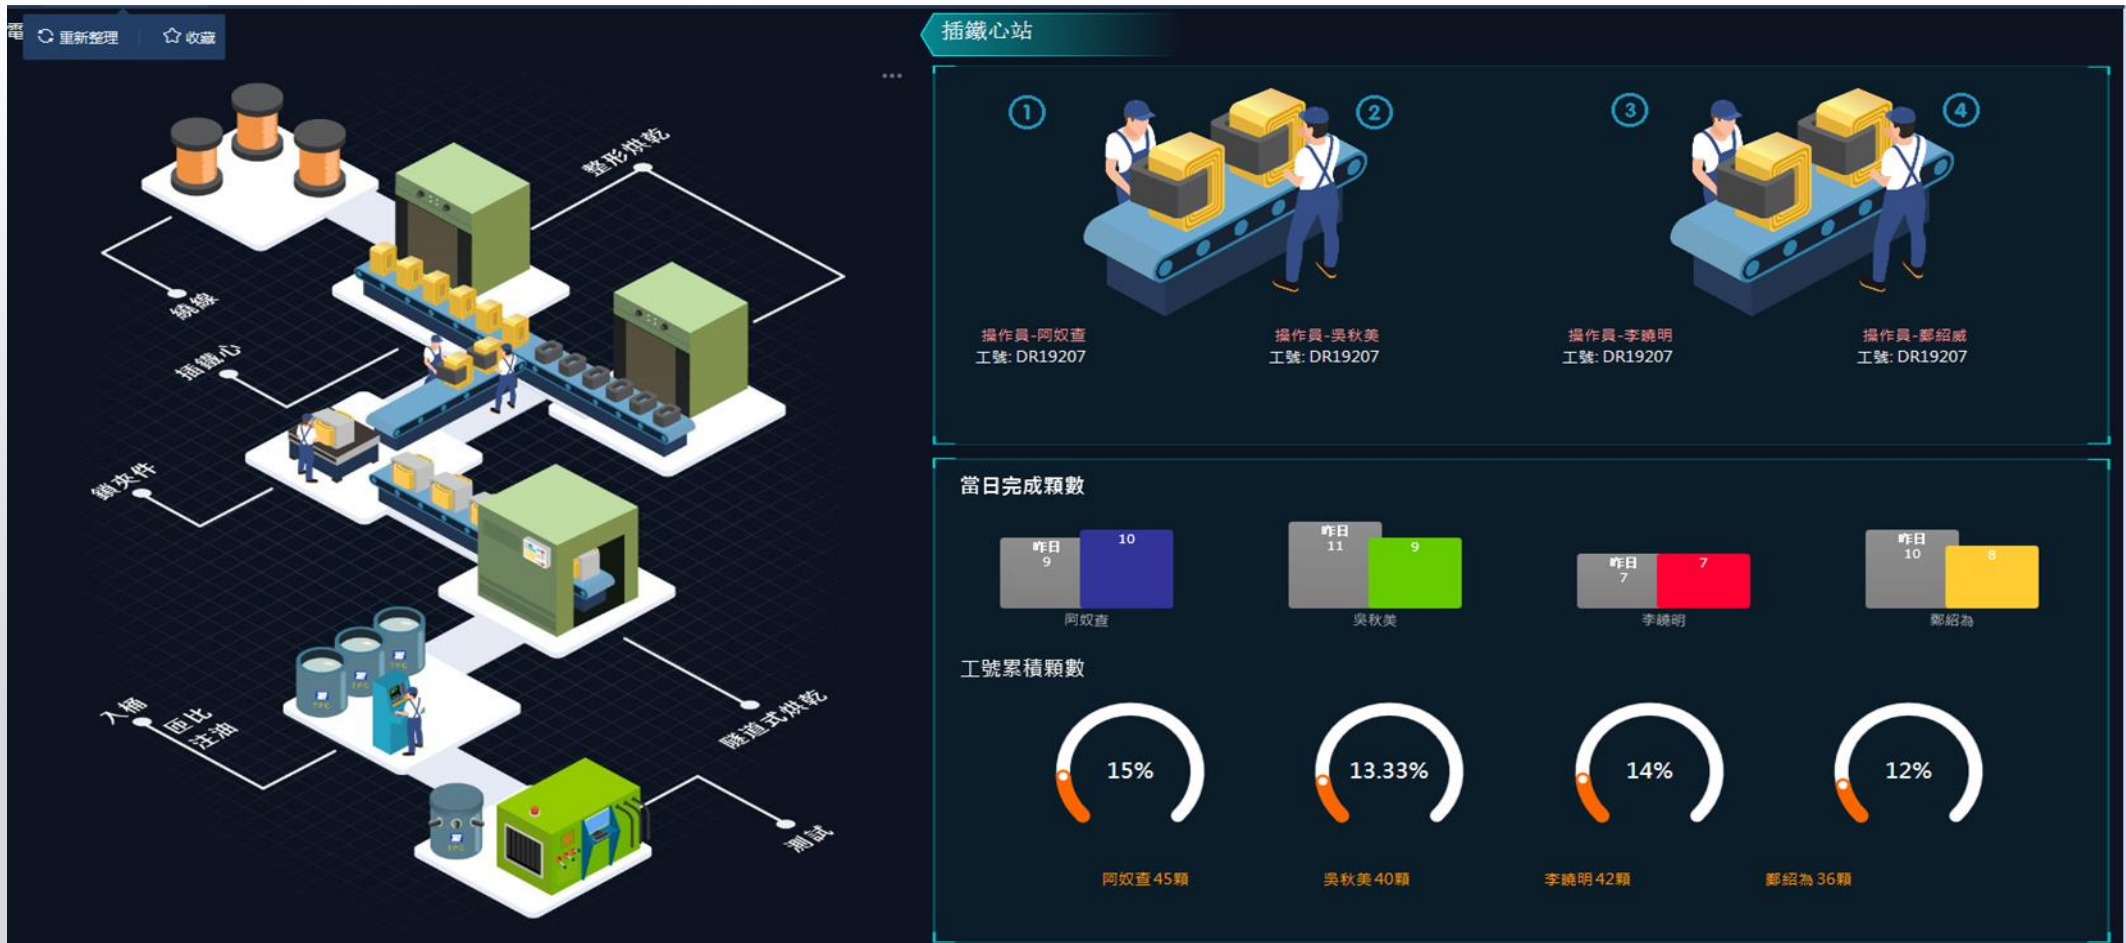 電
重新整理
收藏
插鐵心站
整形烘乾
繞線
插鐵心
鎖夾件
入桶
匝比
注油
隧道式烘乾
測試
TPC
TPC
TPC
TPC
1
2
3
4
操作員-阿奴查
工號: DR19207
操作員-吳秋美
工號: DR19207
操作員-李曉明
工號: DR19207
操作員-鄭紹威
工號: DR19207
當日完成顆數
昨日
9
10
阿奴查
昨日
11
9
吳秋美
昨日
7
7
李曉明
昨日
10
8
鄭紹為
工號累積顆數
15%
13.33%
14%
12%
阿奴查45顆
吳秋美40顆
李曉明42顆
鄭紹為36顆